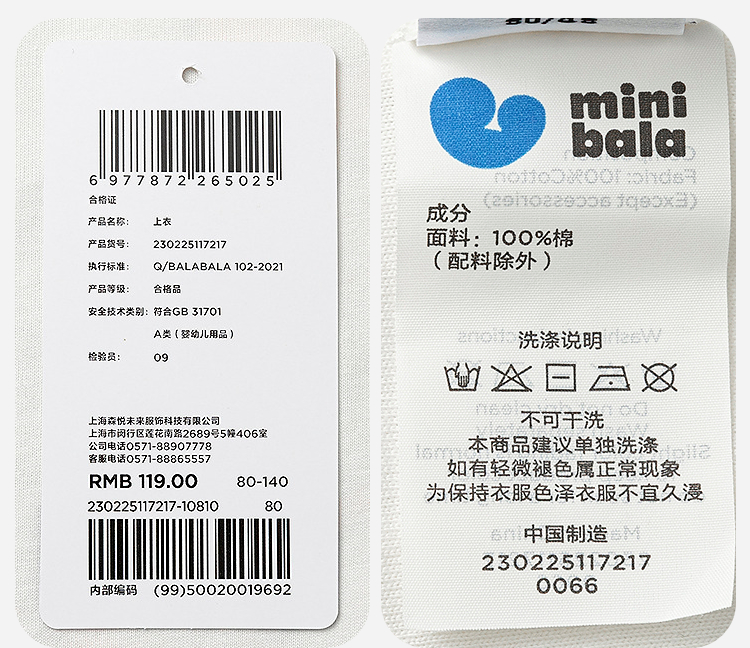 6 977872 265025
合格证
产品名称: 上衣
产品货号: 230225117217
执行标准: Q/BALABALA 102-2021
产品等级: 合格品
安全技术类别: 符合GB 31701
A类（婴幼儿用品）
检验员: 09
上海森悦未来服饰科技有限公司
上海市闵行区莲花南路2689号5幢406室
公司电话0571-88907778
客服电话0571-88865557
RMB 119.00 80-140
230225117217-10810 80
内部编码 (99)50020019692
80/48
mini
bala
成分
面料: 100%棉
（配料除外）
洗涤说明
不可干洗
本商品建议单独洗涤
如有轻微褪色属正常现象
为保持衣服色泽衣服不宜久漫
中国制造
230225117217
0066